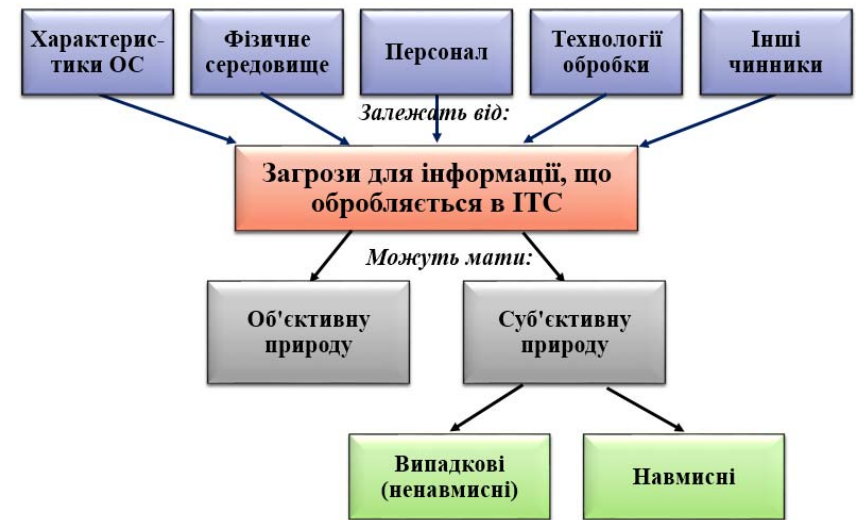 Характерис-
тики ОС
Фізичне
середовище
Персонал
Технології
обробки
Інші
чинники
Залежать від:
Загрози для інформації, що
обробляється в ІТС
Можуть мати:
Об'єктивну
природу
Суб'єктивну
природу
Випадкові
(ненавмисні)
Навмисні